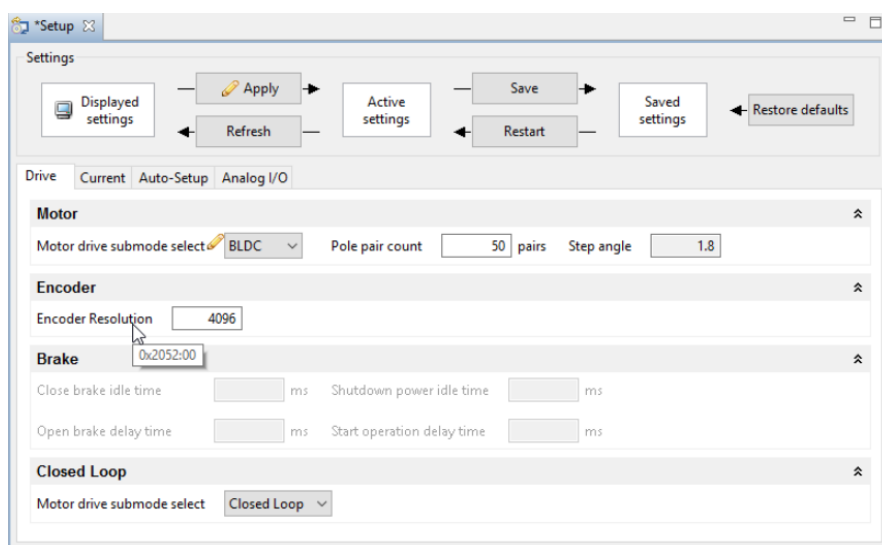 *Setup
Settings
Displayed settings
Apply
Refresh
Active settings
Save
Restart
Saved settings
Restore defaults
Drive Current Auto-Setup Analog I/O
Motor
Motor drive submode select BLDC Pole pair count 50 pairs Step angle 1.8
Encoder
Encoder Resolution 4096
0x2052:00
Brake
Close brake idle time ms Shutdown power idle time ms
Open brake delay time ms Start operation delay time ms
Closed Loop
Motor drive submode select Closed Loop